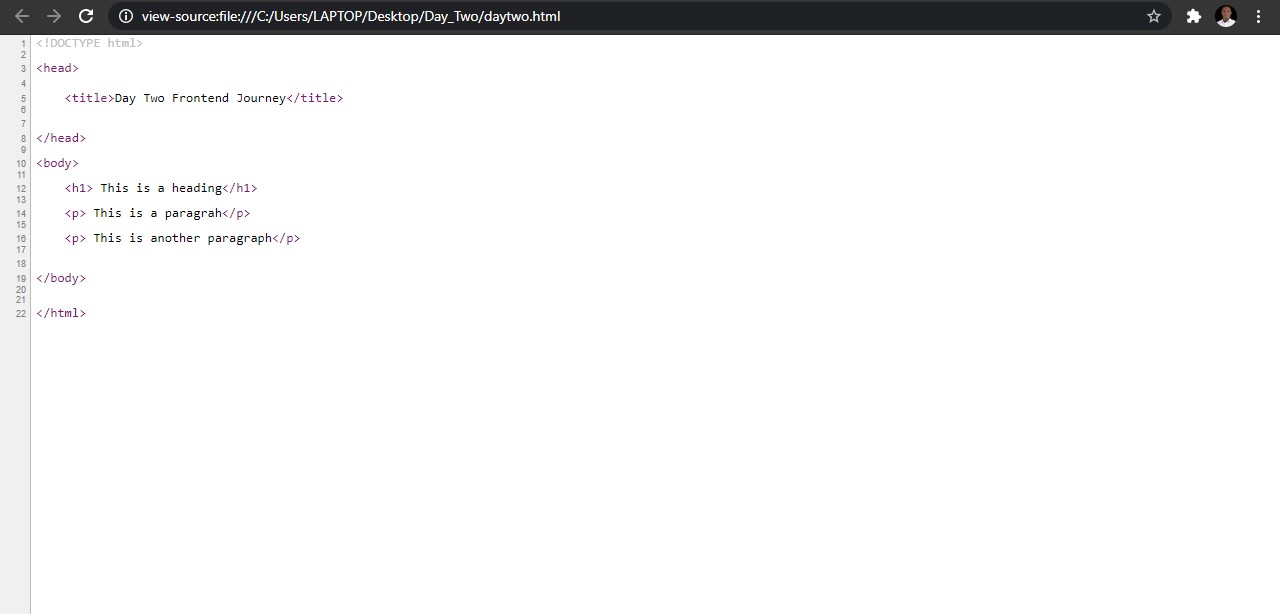 view-source:file:///C:/Users/LAPTOP/Desktop/Day_Two/daytwo.html
1 <!DOCTYPE html>
2
3 <head>
4
5 <title>Day Two Frontend Journey</title>
6
7
8 </head>
9
10 <body>
11
12 <h1> This is a heading</h1>
13
14 <p> This is a paragrah</p>
15
16 <p> This is another paragraph</p>
17
18
19 </body>
20
21
22 </html>